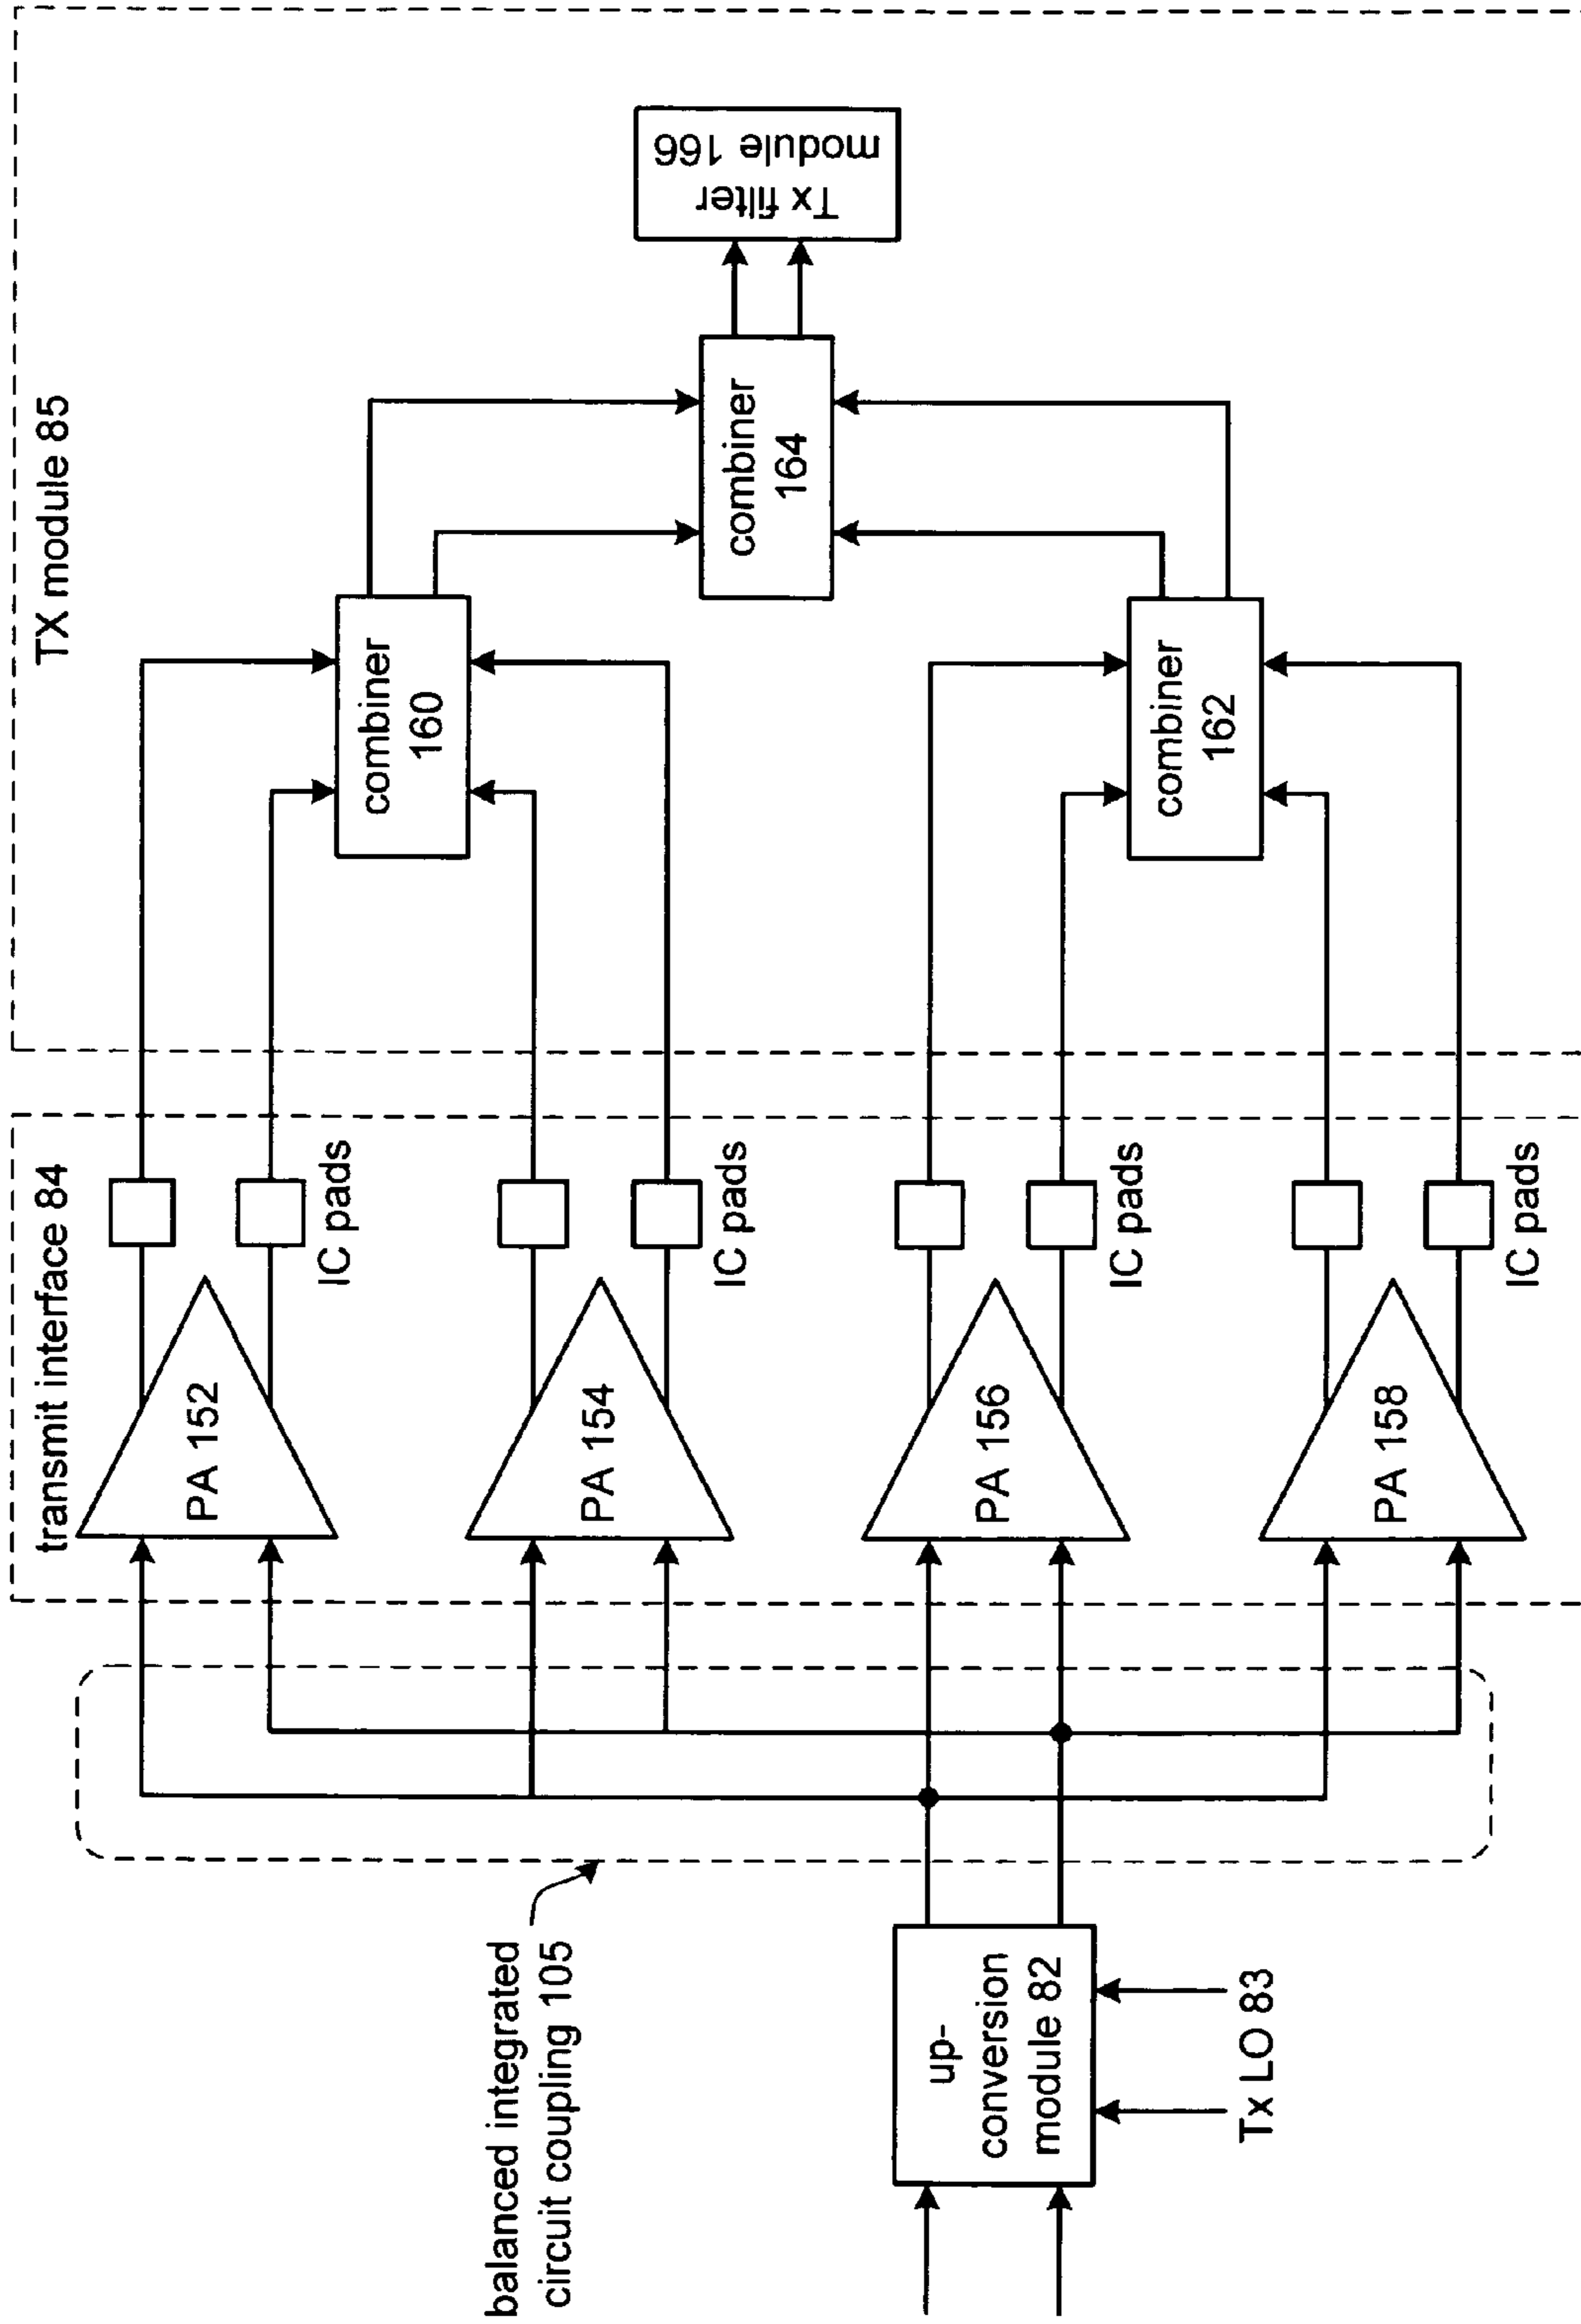 TX module 85
transmit interface 84
PA 152
IC pads
PA 154
IC pads
PA 156
IC pads
PA 158
IC pads
combiner
160
combiner
162
combiner
164
Tx filter
module 166
balanced integrated
circuit coupling 105
up-
conversion
module 82
Tx LO 83